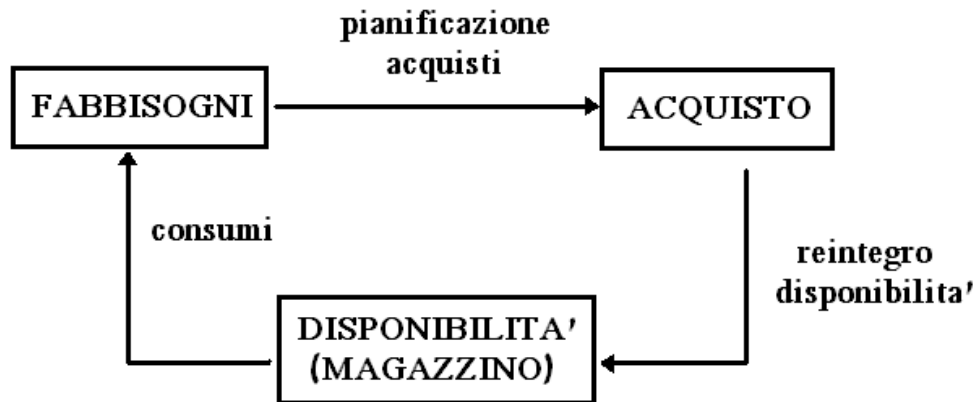 pianificazione
acquisti
FABBISOGNI
ACQUISTO
consumi
reintegro
disponibilita'
DISPONIBILITA'
(MAGAZZINO)